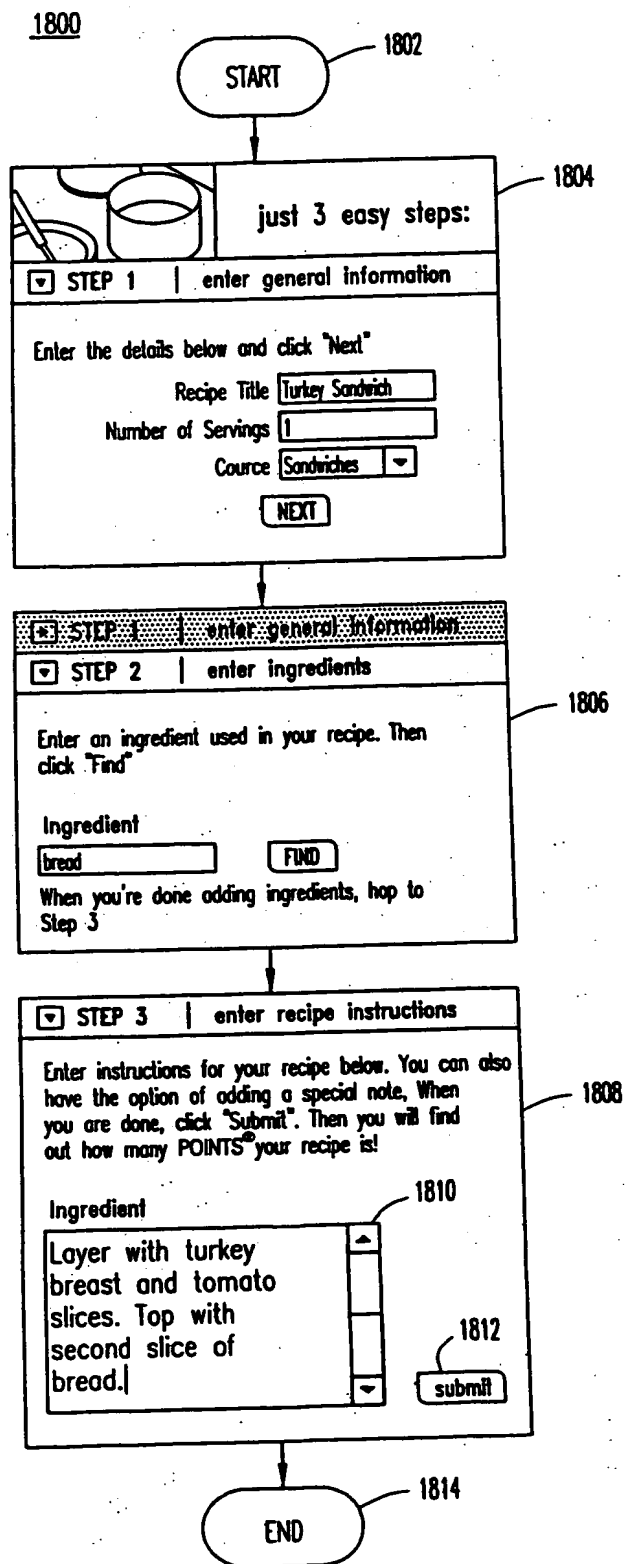 1800
START
1802
just 3 easy steps:
1804
STEP 1 | enter general information
Enter the details below and click "Next"
Recipe Title Turkey Sandwich
Number of Servings 1
Cource Sandwiches
NEXT
STEP 1 | enter general information
STEP 2 | enter ingredients
1806
Enter an ingredient used in your recipe. Then
click "Find"
Ingredient
bread FIND
When you're done adding ingredients, hop to
Step 3
STEP 3 | enter recipe instructions
Enter instructions for your recipe below. You can also
have the option of adding a special note, When
you are done, click "Submit". Then you will find
out how many POINTS® your recipe is!
1808
Ingredient
1810
Layer with turkey
breast and tomato
slices. Top with
second slice of
bread.
1812
submit
1814
END